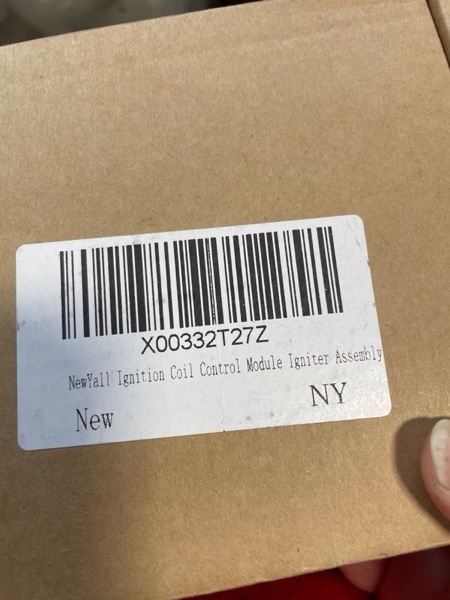 X00332T27Z
NewYall Ignition Coil Control Module Igniter Assembly
New
NY